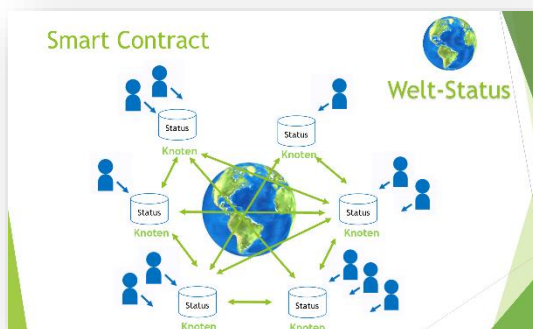 Smart Contract
Welt-Status
Status
Knoten
Status
Knoten
Status
Knoten
Status
Knoten
Status
Knoten
Status
Knoten